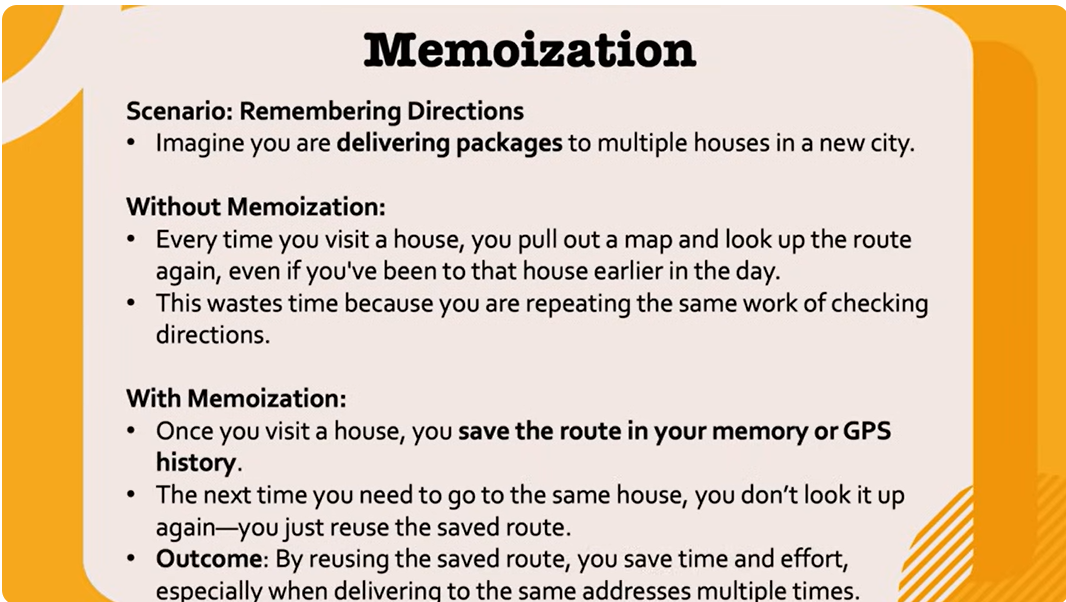 Memoization
Scenario: Remembering Directions
• Imagine you are delivering packages to multiple houses in a new city.
Without Memoization:
• Every time you visit a house, you pull out a map and look up the route
again, even if you've been to that house earlier in the day.
• This wastes time because you are repeating the same work of checking
directions.
With Memoization:
• Once you visit a house, you save the route in your memory or GPS
history.
• The next time you need to go to the same house, you don’t look it up
again—you just reuse the saved route.
• Outcome: By reusing the saved route, you save time and effort,
especially when delivering to the same addresses multiple times.